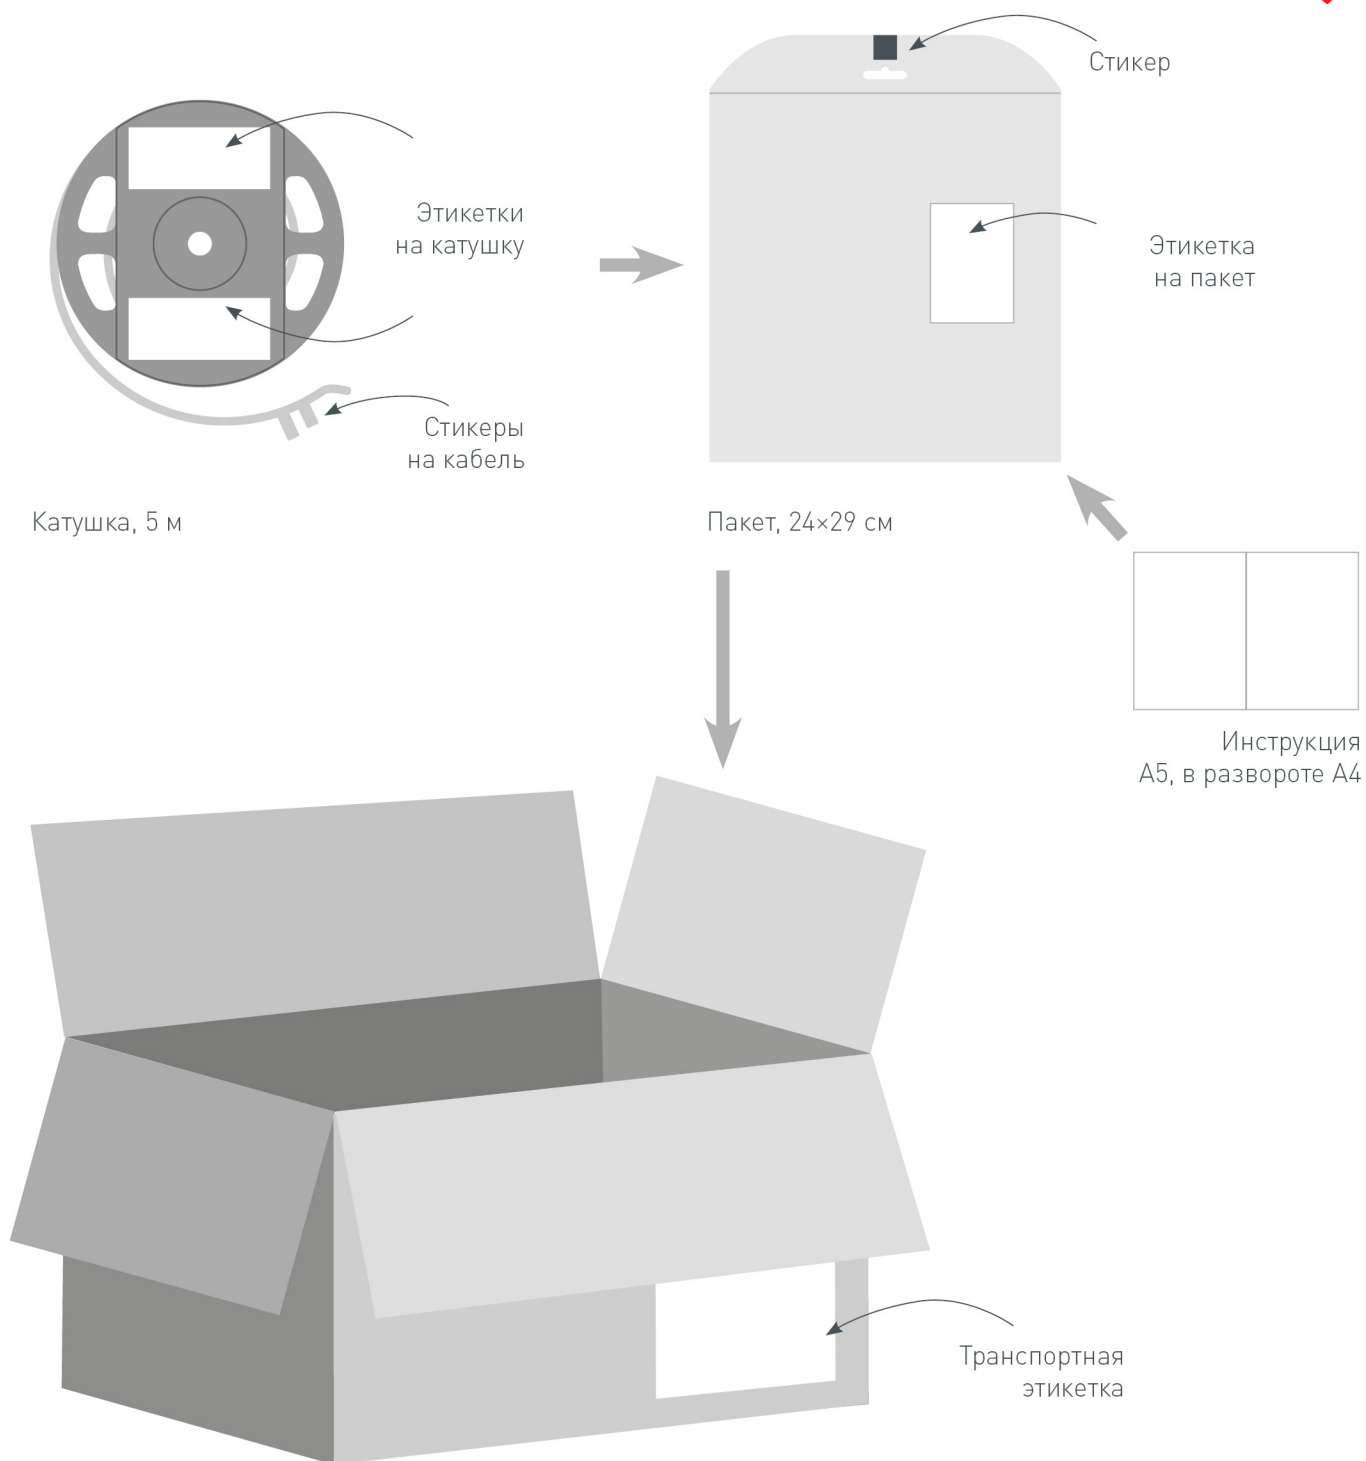 Стикер
Этикетки
на катушку
Этикетка
на пакет
Стикеры
на кабель
Катушка, 5 м
Пакет, 24×29 см
Инструкция
А5, в развороте А4
Транспортная
этикетка